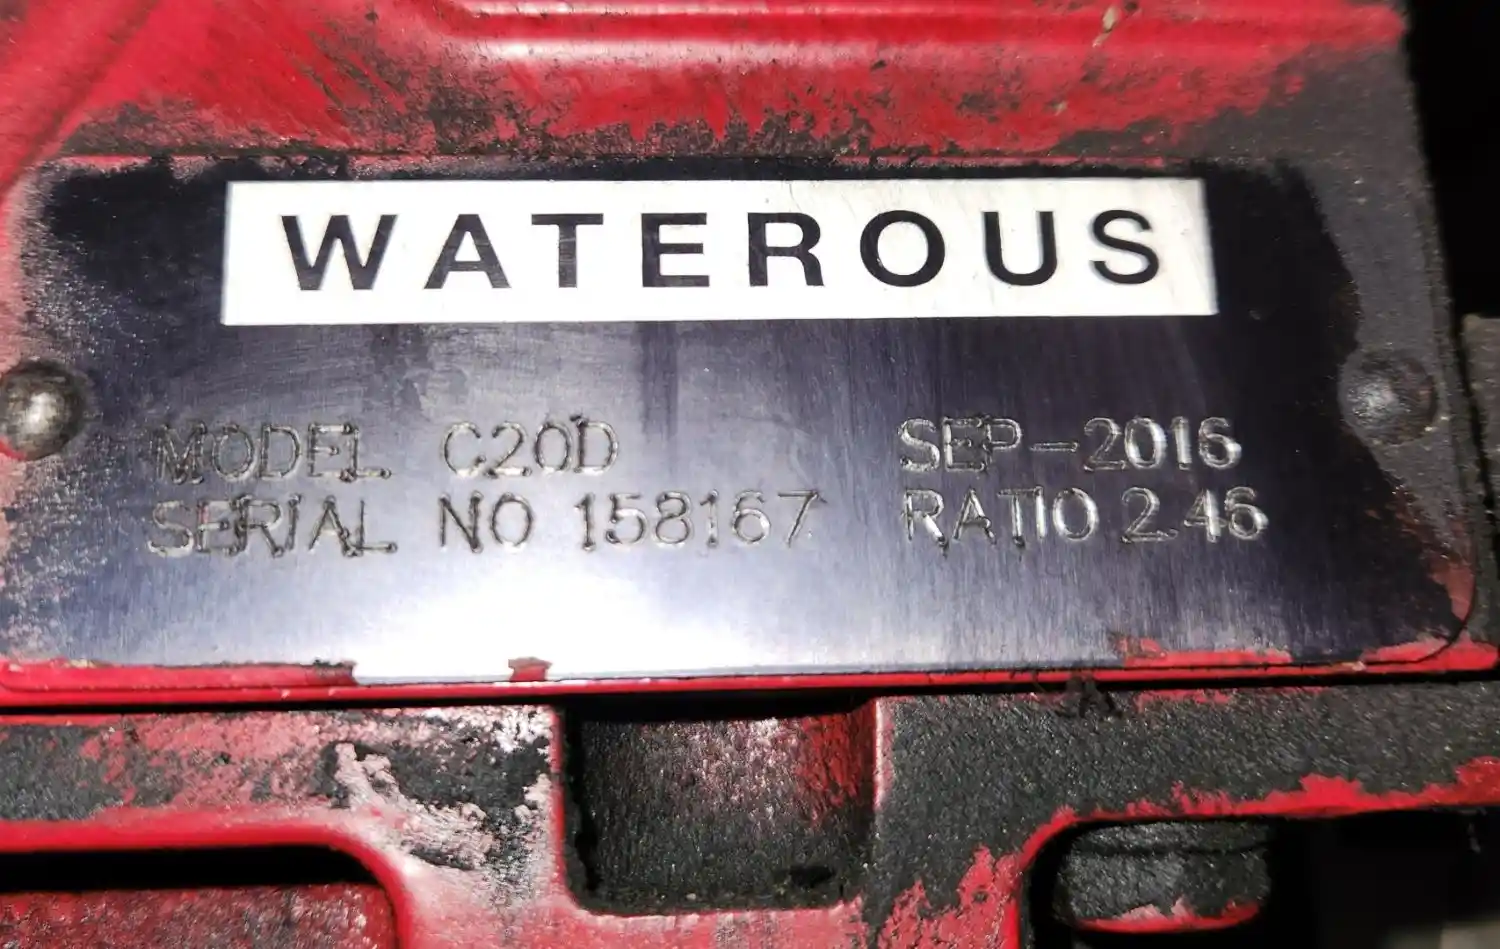 WATEROUS
MODEL C20D SEP-2016
SERIAL NO 158167 RATIO 2.46